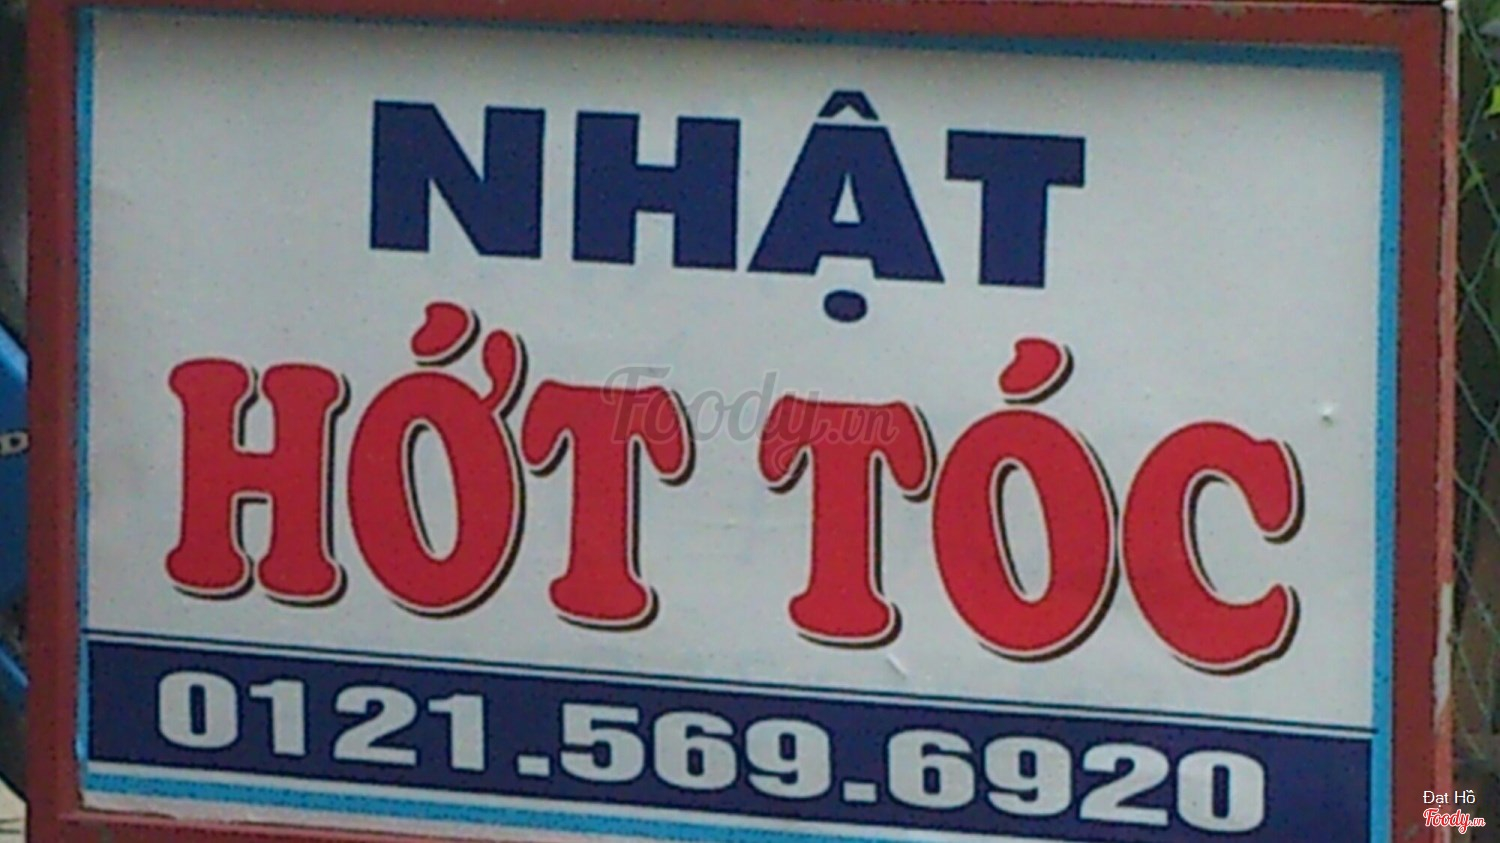 NHẬT
HỚT TÓC
Foody.vn
0121.569.6920
Đạt Hồ
Foody.vn